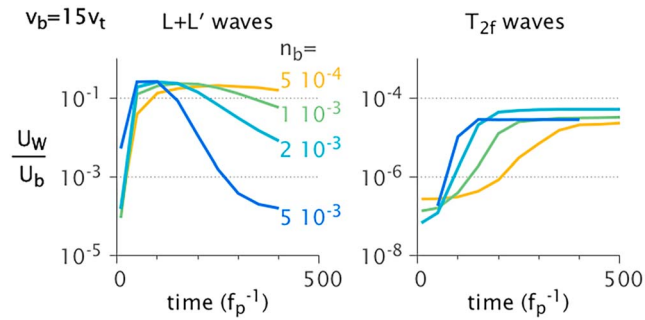 v_b=15v_t
L+L′ waves
T_2f waves
n_b=
5 10^-4
1 10^-3
2 10^-3
5 10^-3
U_W
U_b
10^-1
10^-3
10^-5
0
500
time (f_p^-1)
10^-4
10^-6
10^-8
0
500
time (f_p^-1)